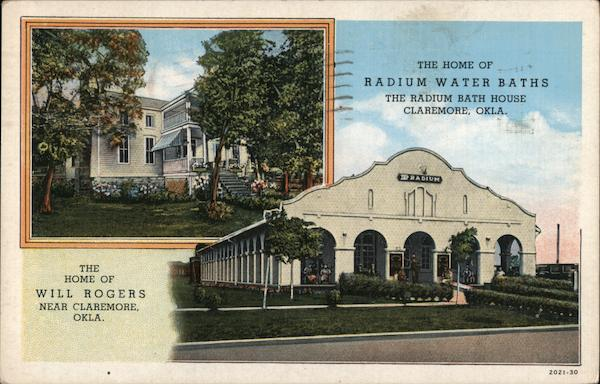 THE HOME OF
RADIUM WATER BATHS
THE RADIUM BATH HOUSE
CLAREMORE, OKLA.
RADIUM
THE
HOME OF
WILL ROGERS
NEAR CLAREMORE,
OKLA.
2021-30